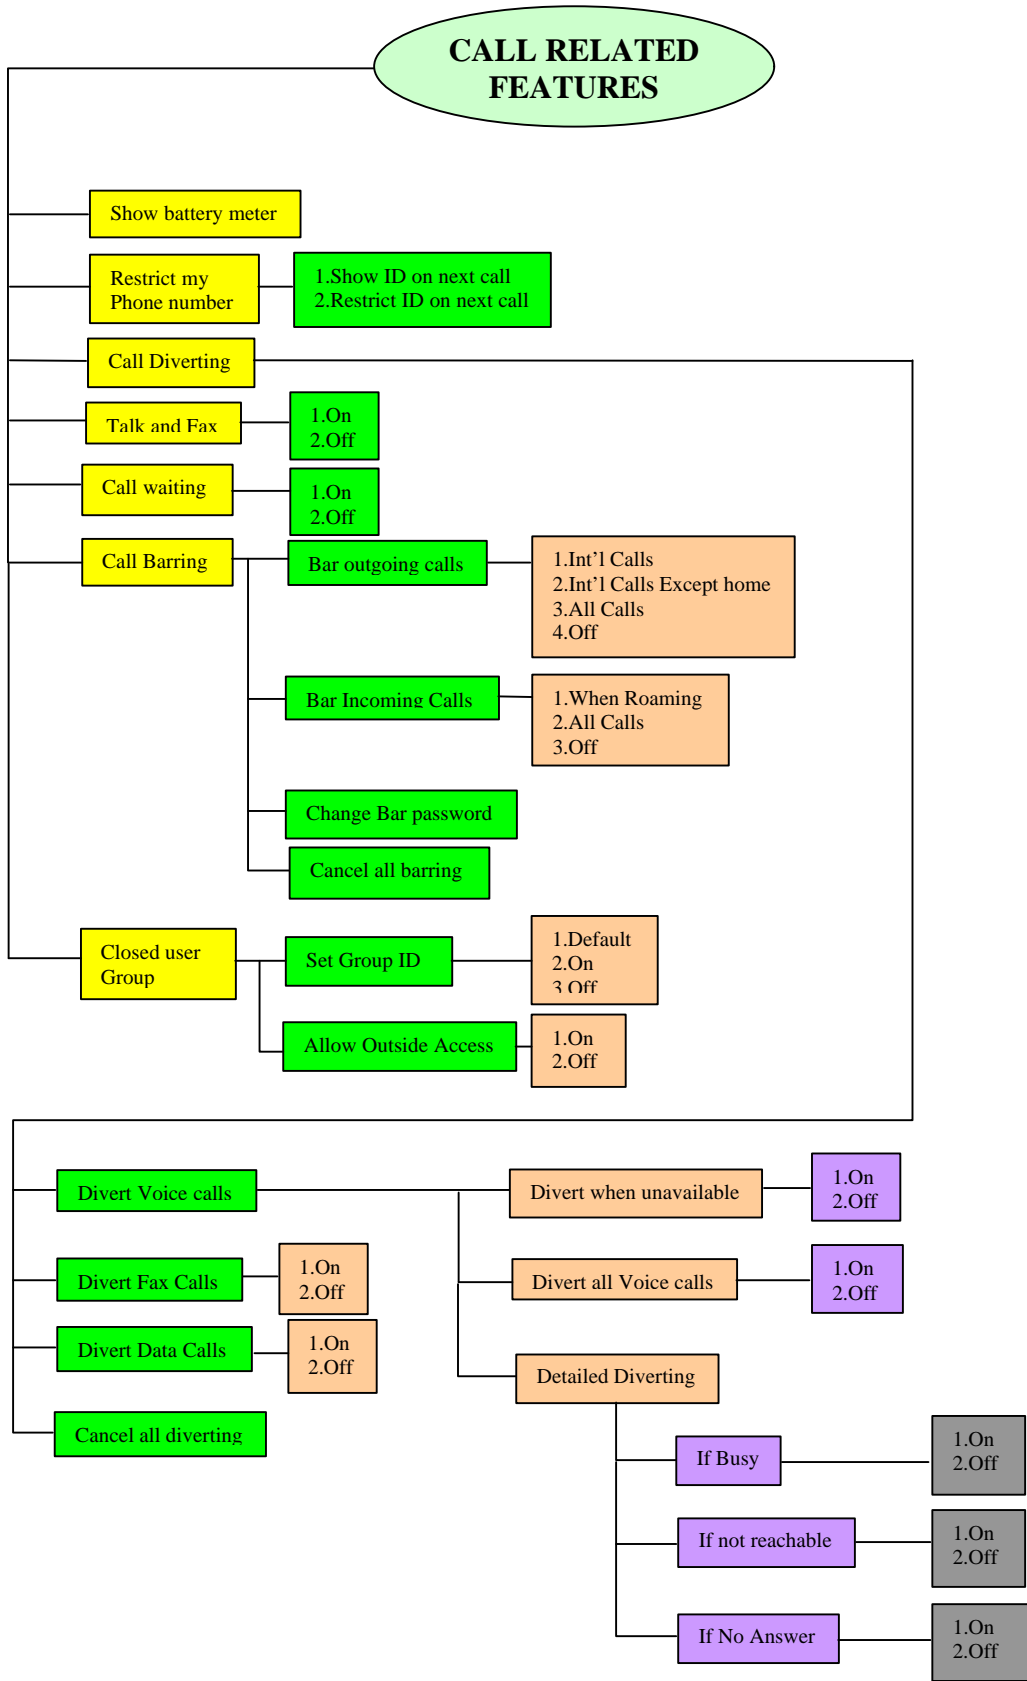 CALL RELATED
FEATURES
Show battery meter
Restrict my
Phone number
1.Show ID on next call
2.Restrict ID on next call
Call Diverting
Talk and Fax
1.On
2.Off
Call waiting
1.On
2.Off
Call Barring
Bar outgoing calls
1.Int’l Calls
2.Int’l Calls Except home
3.All Calls
4.Off
Bar Incoming Calls
1.When Roaming
2.All Calls
3.Off
Change Bar password
Cancel all barring
Closed user
Group
Set Group ID
1.Default
2.On
3.Off
Allow Outside Access
1.On
2.Off
Divert Voice calls
Divert when unavailable
1.On
2.Off
Divert Fax Calls
1.On
2.Off
Divert all Voice calls
1.On
2.Off
Divert Data Calls
1.On
2.Off
Detailed Diverting
Cancel all diverting
If Busy
1.On
2.Off
If not reachable
1.On
2.Off
If No Answer
1.On
2.Off